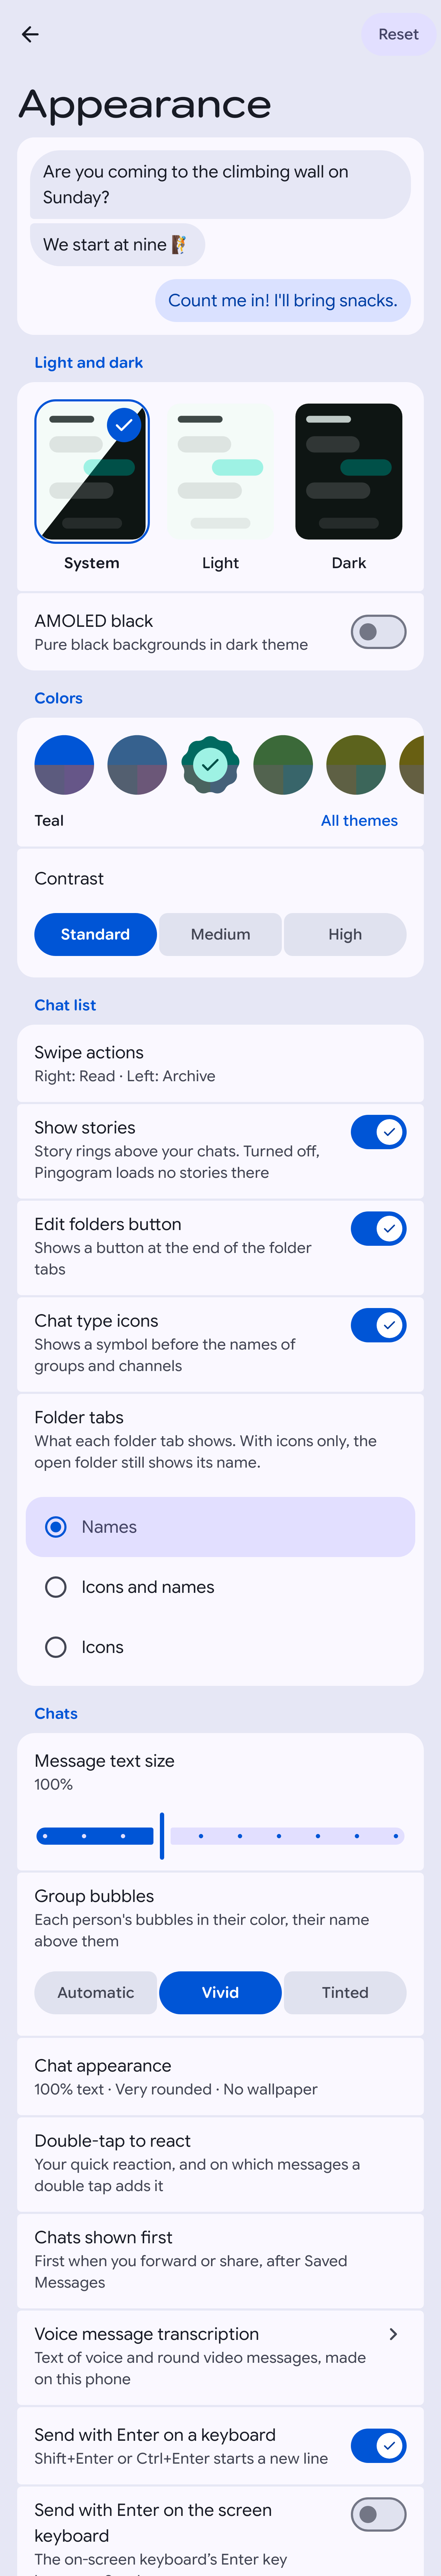 Reset
Appearance
Are you coming to the climbing wall on
Sunday?
We start at nine 🧗
Count me in! I'll bring snacks.
Light and dark
System
Light
Dark
AMOLED black
Pure black backgrounds in dark theme
Colors
Teal
All themes
Contrast
Standard
Medium
High
Chat list
Swipe actions
Right: Read · Left: Archive
Show stories
Story rings above your chats. Turned off,
Pingogram loads no stories there
Edit folders button
Shows a button at the end of the folder
tabs
Chat type icons
Shows a symbol before the names of
groups and channels
Folder tabs
What each folder tab shows. With icons only, the
open folder still shows its name.
Names
Icons and names
Icons
Chats
Message text size
100%
Group bubbles
Each person's bubbles in their color, their name
above them
Automatic
Vivid
Tinted
Chat appearance
100% text · Very rounded · No wallpaper
Double-tap to react
Your quick reaction, and on which messages a
double tap adds it
Chats shown first
First when you forward or share, after Saved
Messages
Voice message transcription
Text of voice and round video messages, made
on this phone
Send with Enter on a keyboard
Shift+Enter or Ctrl+Enter starts a new line
Send with Enter on the screen
keyboard
The on-screen keyboard’s Enter key